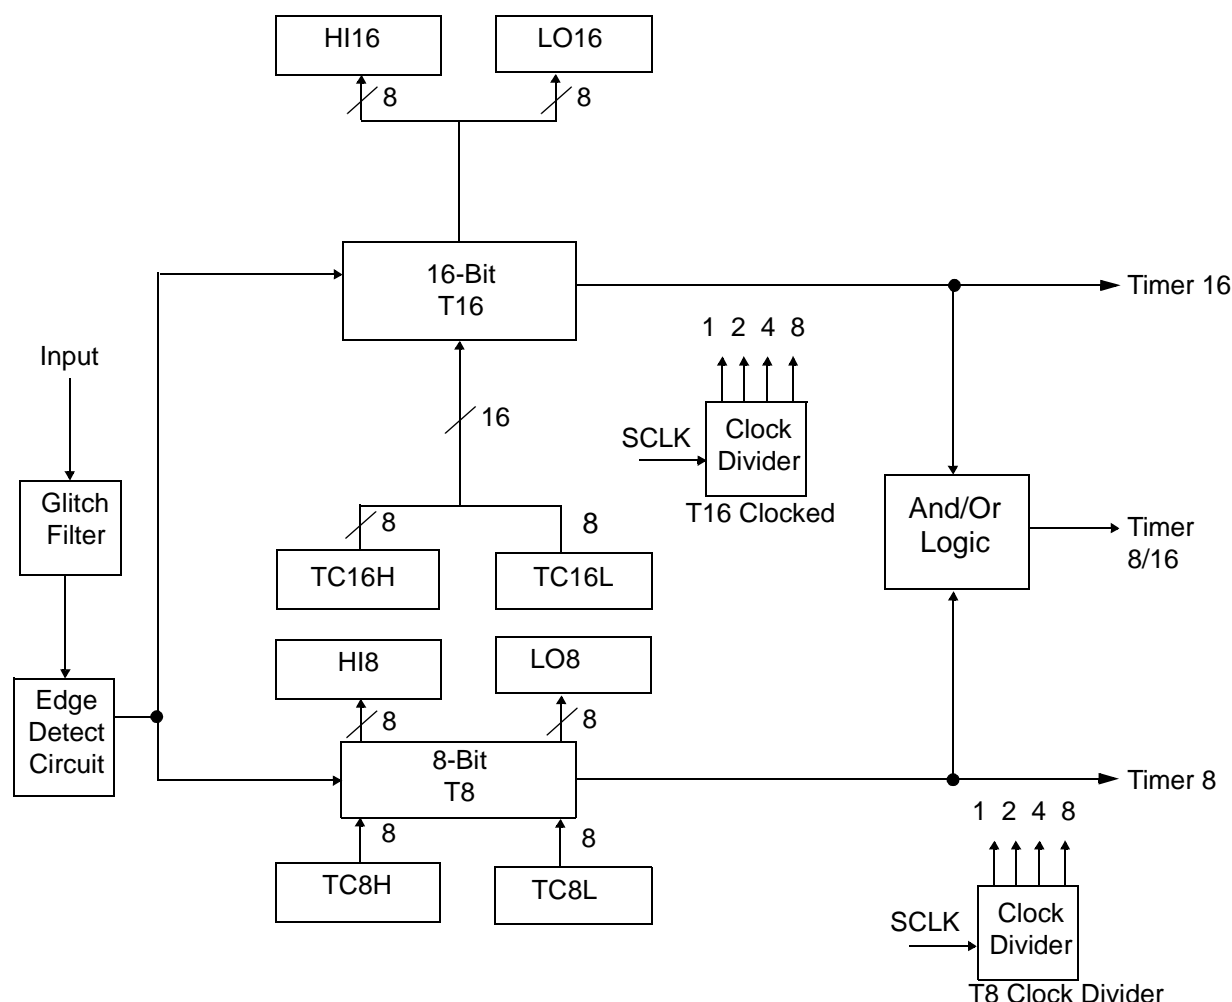 HI16
LO16
8
8
16-Bit
T16
Timer 16
1 2 4 8
Input
16
SCLK
Clock
Divider
T16 Clocked
Glitch
Filter
8
8
And/Or
Logic
Timer
8/16
TC16H
TC16L
HI8
LO8
Edge
Detect
Circuit
8
8
8-Bit
T8
Timer 8
8
8
1 2 4 8
TC8H
TC8L
SCLK
Clock
Divider
T8 Clock Divider